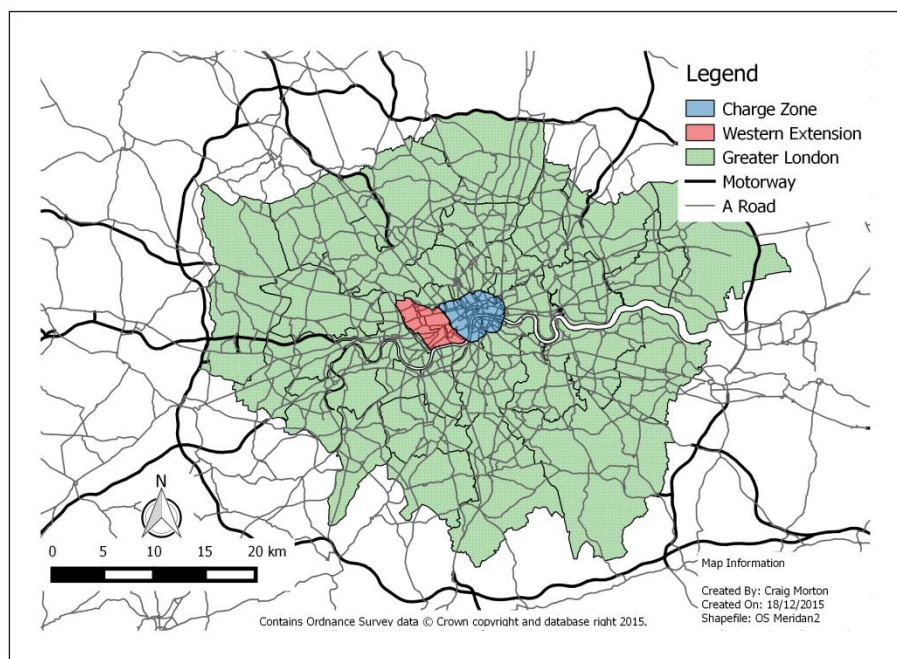 Legend
Charge Zone
Western Extension
Greater London
Motorway
A Road
N
0 5 10 15 20 km
Map Information
Created By: Craig Morton
Created On: 18/12/2015
Shapefile: OS Meridan2
Contains Ordnance Survey data © Crown copyright and database right 2015.